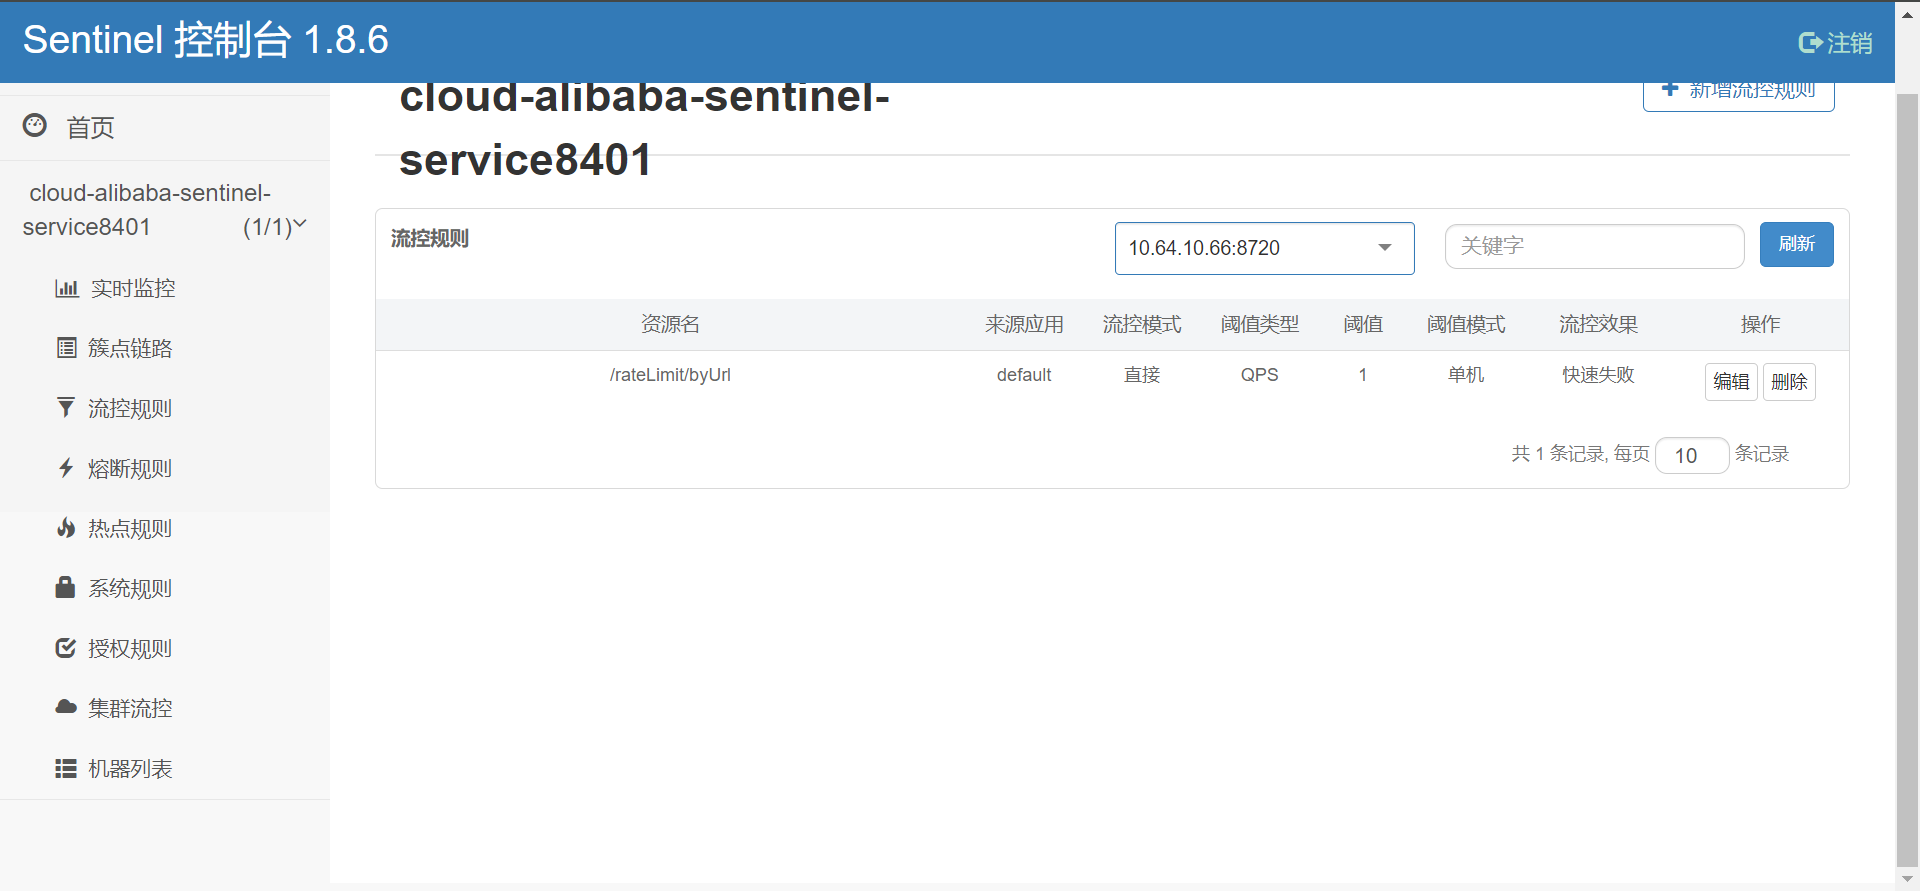 Sentinel 控制台 1.8.6
注销
首页
cloud-alibaba-sentinel-
service8401 (1/1)
实时监控
簇点链路
流控规则
熔断规则
热点规则
系统规则
授权规则
集群流控
机器列表
cloud-alibaba-sentinel-
service8401
新增流控规则
流控规则
10.64.10.66:8720
关键字
刷新
资源名 来源应用 流控模式 阈值类型 阈值 阈值模式 流控效果 操作
/rateLimit/byUrl default 直接 QPS 1 单机 快速失败 编辑 删除
共 1 条记录, 每页 10 条记录